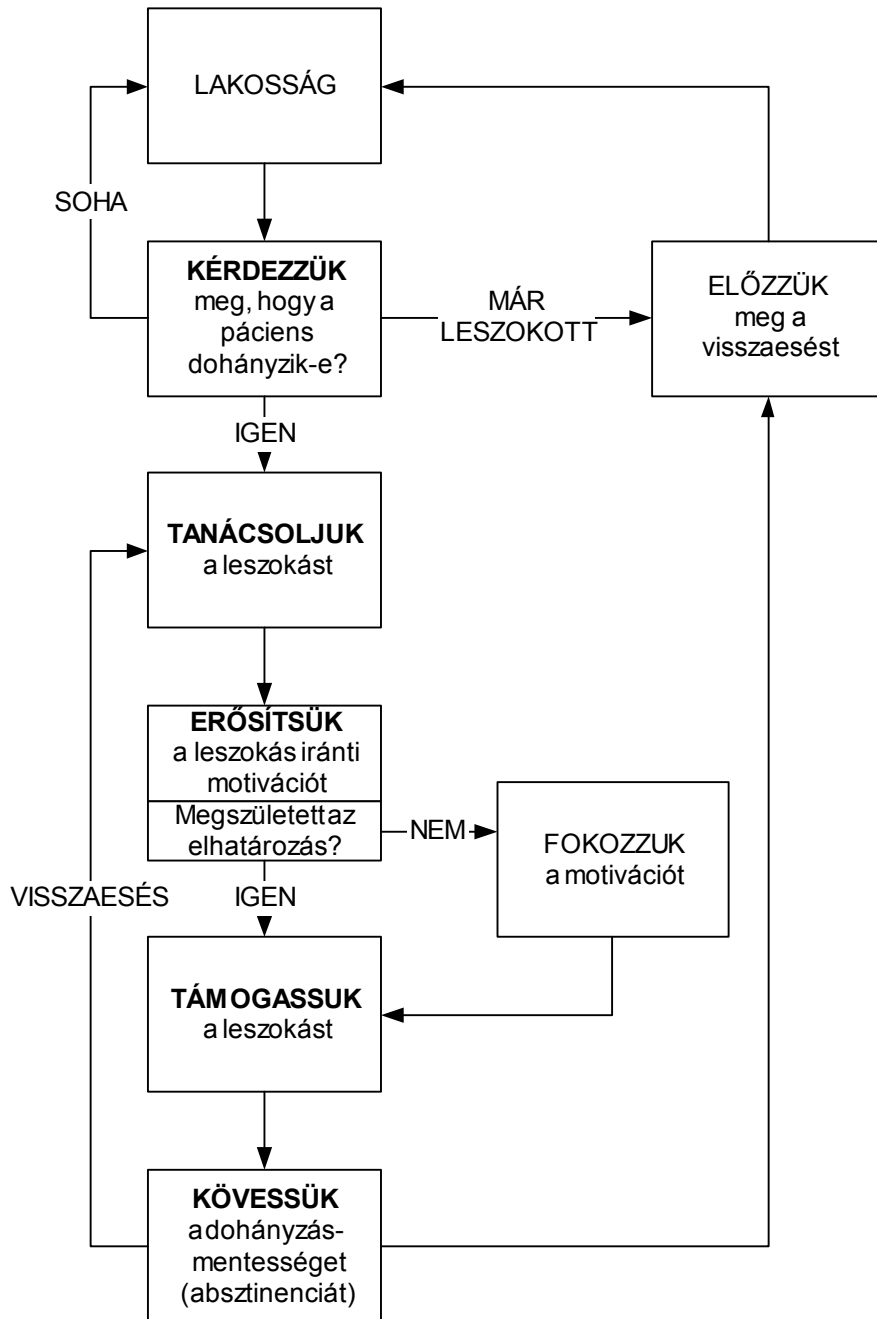 LAKOSSÁG
SOHA
KÉRDEZZÜK
meg, hogy a
páciens
dohányzik-e?
MÁR
LESZOKOTT
ELŐZZÜK
meg a
visszaesést
IGEN
TANÁCSOLJUK
a leszokást
ERŐSÍTSÜK
a leszokás iránti
motivációt
Megszületett az
elhatározás?
NEM
FOKOZZUK
a motivációt
VISSZAESÉS
IGEN
TÁMOGASSUK
a leszokást
KÖVESSÜK
a dohányzás-
mentességet
(absztinenciát)